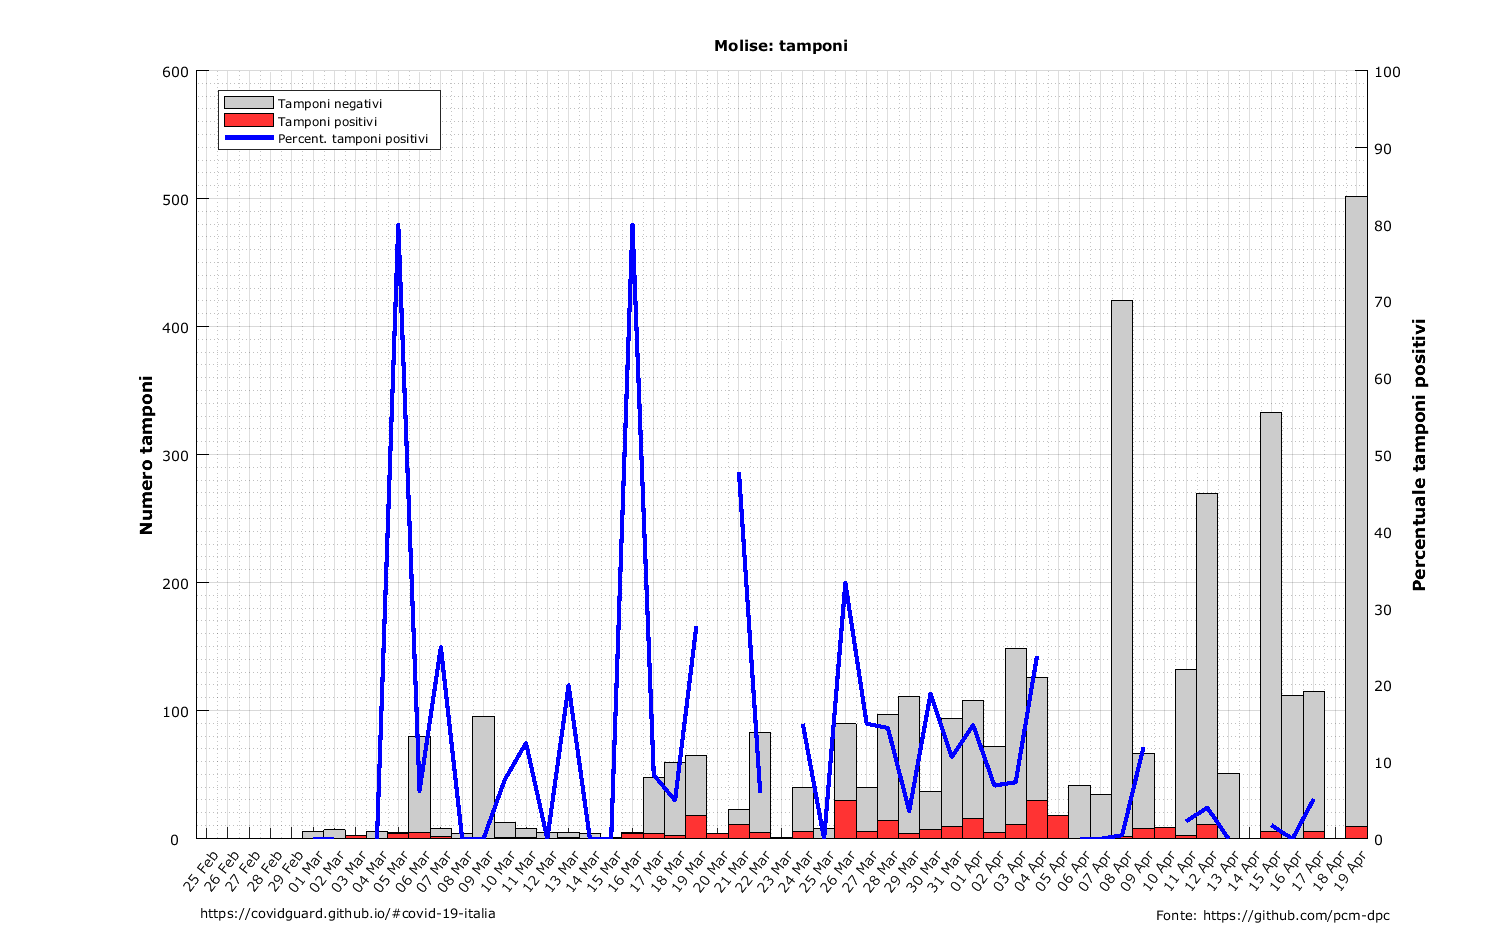 Molise: tamponi
600
500
400
300
200
100
0
Numero tamponi
Tamponi negativi
Tamponi positivi
Percent. tamponi positivi
100
90
80
70
60
50
40
30
20
10
0
Percentuale tamponi positivi
25 Feb
26 Feb
27 Feb
28 Feb
29 Feb
01 Mar
02 Mar
03 Mar
04 Mar
05 Mar
06 Mar
07 Mar
08 Mar
09 Mar
10 Mar
11 Mar
12 Mar
13 Mar
14 Mar
15 Mar
16 Mar
17 Mar
18 Mar
19 Mar
20 Mar
21 Mar
22 Mar
23 Mar
24 Mar
25 Mar
26 Mar
27 Mar
28 Mar
29 Mar
30 Mar
31 Mar
01 Apr
02 Apr
03 Apr
04 Apr
05 Apr
06 Apr
07 Apr
08 Apr
09 Apr
10 Apr
11 Apr
12 Apr
13 Apr
14 Apr
15 Apr
16 Apr
17 Apr
18 Apr
19 Apr
https://covidguard.github.io/#covid-19-italia
Fonte: https://github.com/pcm-dpc